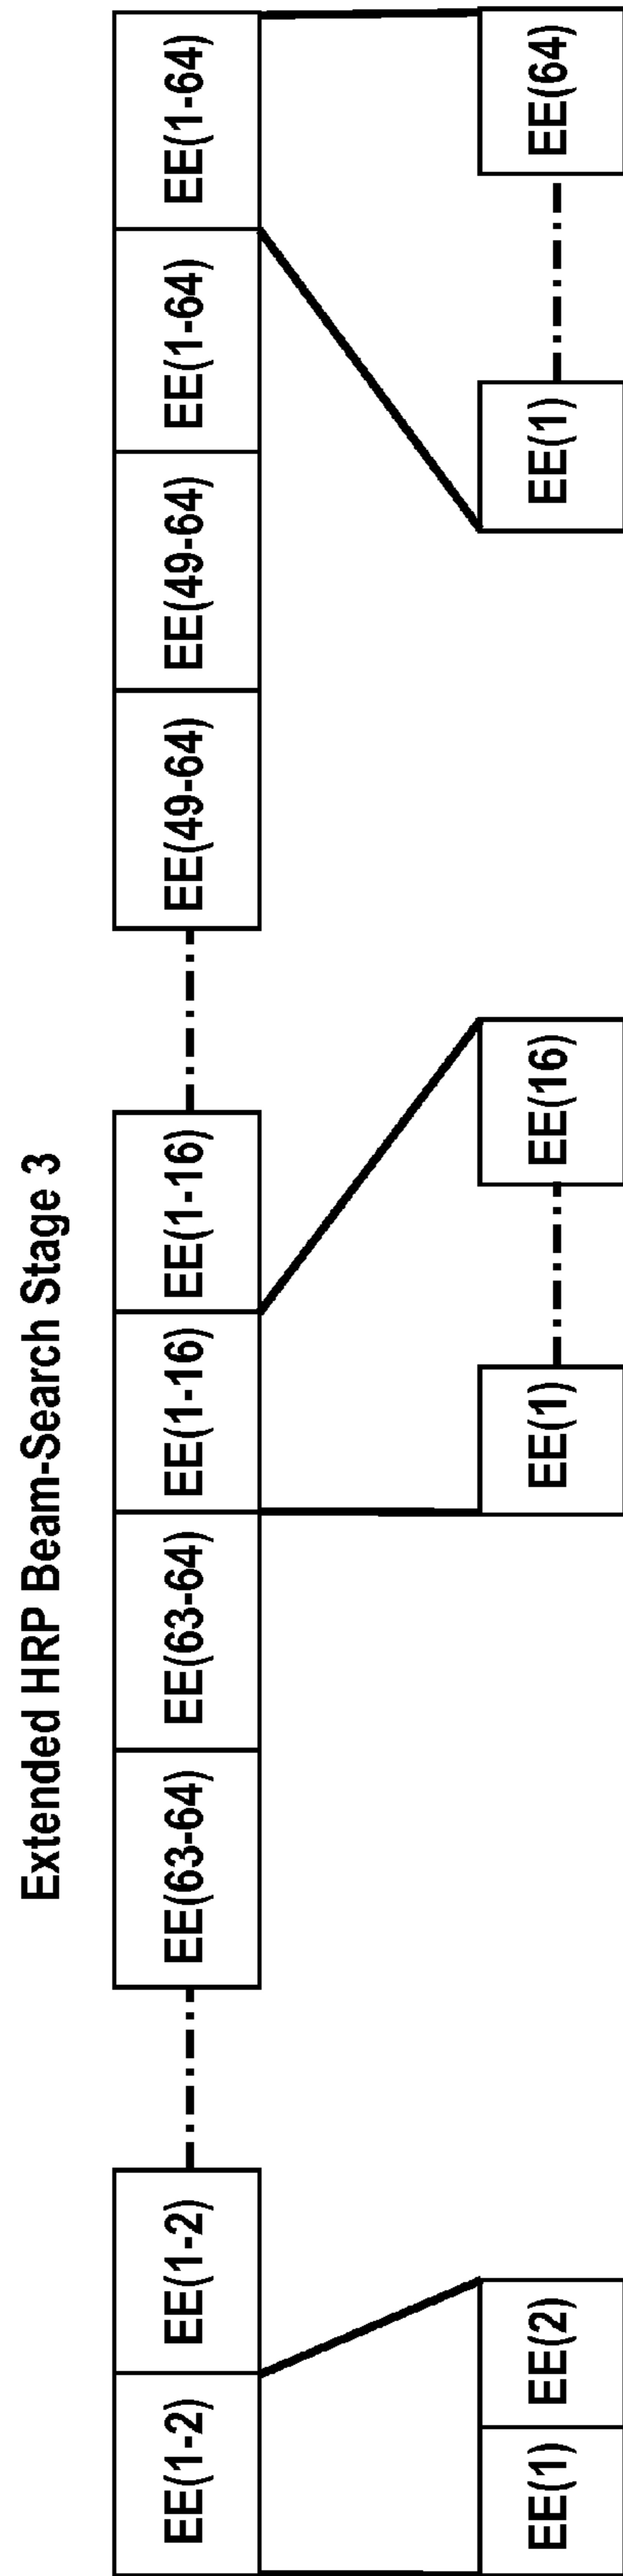 Extended HRP Beam-Search Stage 3
EE(1-2) EE(1-2) EE(63-64) EE(63-64) EE(1-16) EE(1-16) EE(49-64) EE(49-64) EE(1-64) EE(1-64)
EE(1) EE(2) EE(1) EE(16) EE(1) EE(64)